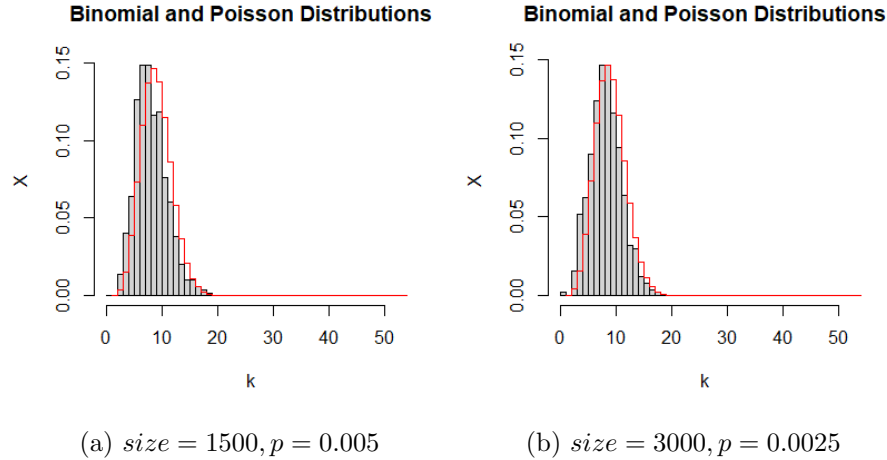 Binomial and Poisson Distributions
0.15
0.10
0.05
0.00
X
0 10 20 30 40 50
k
(a) size = 1500, p = 0.005
Binomial and Poisson Distributions
0.15
0.10
0.05
0.00
X
0 10 20 30 40 50
k
(b) size = 3000, p = 0.0025